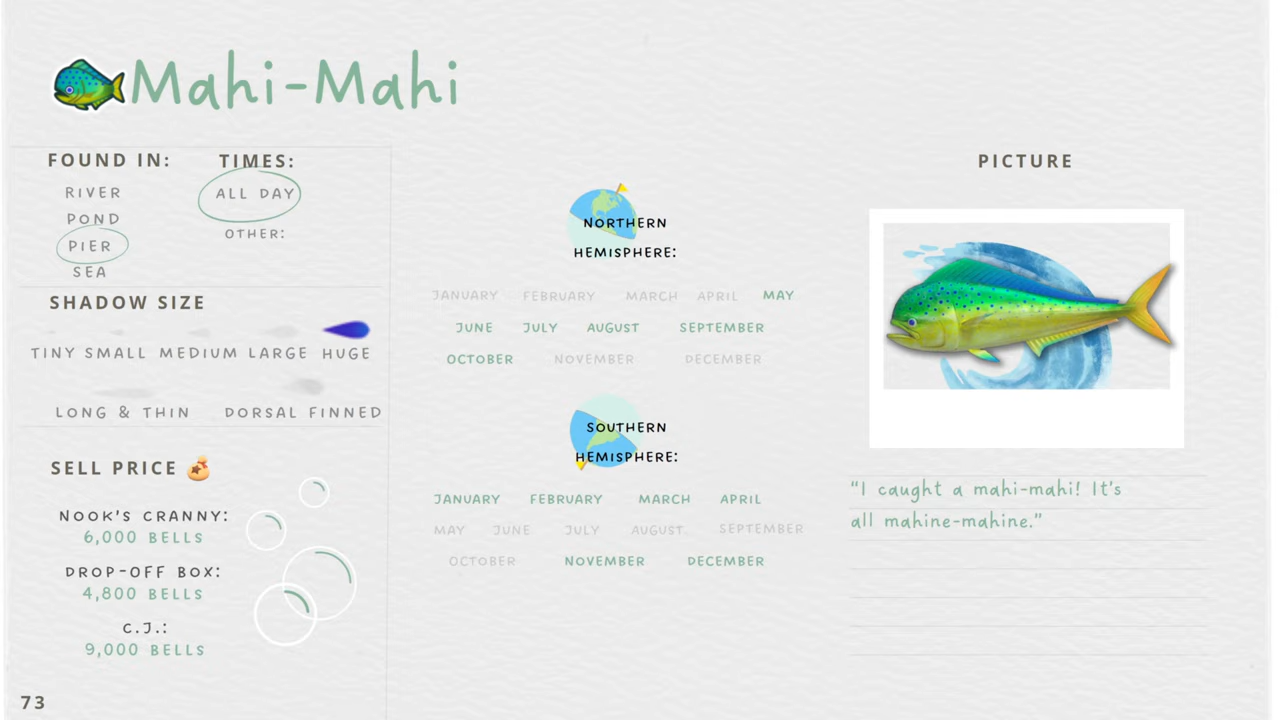 Mahi-Mahi
FOUND IN:
RIVER
POND
PIER
SEA
TIMES:
ALL DAY
OTHER:
SHADOW SIZE
TINY SMALL MEDIUM LARGE HUGE
LONG & THIN DORSAL FINNED
SELL PRICE
NOOK'S CRANNY:
6,000 BELLS
DROP-OFF BOX:
4,800 BELLS
C.J.:
9,000 BELLS
NORTHERN
HEMISPHERE:
JANUARY FEBRUARY MARCH APRIL MAY
JUNE JULY AUGUST SEPTEMBER
OCTOBER NOVEMBER DECEMBER
SOUTHERN
HEMISPHERE:
JANUARY FEBRUARY MARCH APRIL
MAY JUNE JULY AUGUST. SEPTEMBER
OCTOBER NOVEMBER DECEMBER
PICTURE
"I caught a mahi-mahi! It's
all mahine-mahine."
73